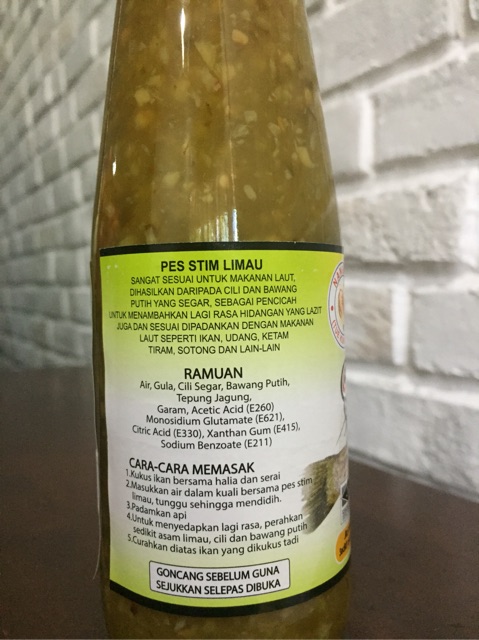 PES STIM LIMAU
SANGAT SESUAI UNTUK MAKANAN LAUT,
DIHASILKAN DARIPADA CILI DAN BAWANG
PUTIH YANG SEGAR, SEBAGAI PENCICAH
UNTUK MENAMBAHKAN LAGI RASA HIDANGAN YANG LAZIT
JUGA DAN SESUAI DIPADANKAN DENGAN MAKANAN
LAUT SEPERTI IKAN, UDANG, KETAM
TIRAM, SOTONG DAN LAIN-LAIN
RAMUAN
Air, Gula, Cili Segar, Bawang Putih,
Tepung Jagung,
Garam, Acetic Acid (E260)
Monosidium Glutamate (E621),
Citric Acid (E330), Xanthan Gum (E415),
Sodium Benzoate (E211)
CARA-CARA MEMASAK
1.Kukus ikan bersama halia dan serai
2.Masukkan air dalam kuali bersama pes stim
limau, tunggu sehingga mendidih.
3.Padamkan api
4.Untuk menyedapkan lagi rasa, perahkan
sedikit asam limau, cili dan bawang putih
5.Curahkan diatas ikan yang dikukus tadi
GONCANG SEBELUM GUNA
SEJUKKAN SELEPAS DIBUKA